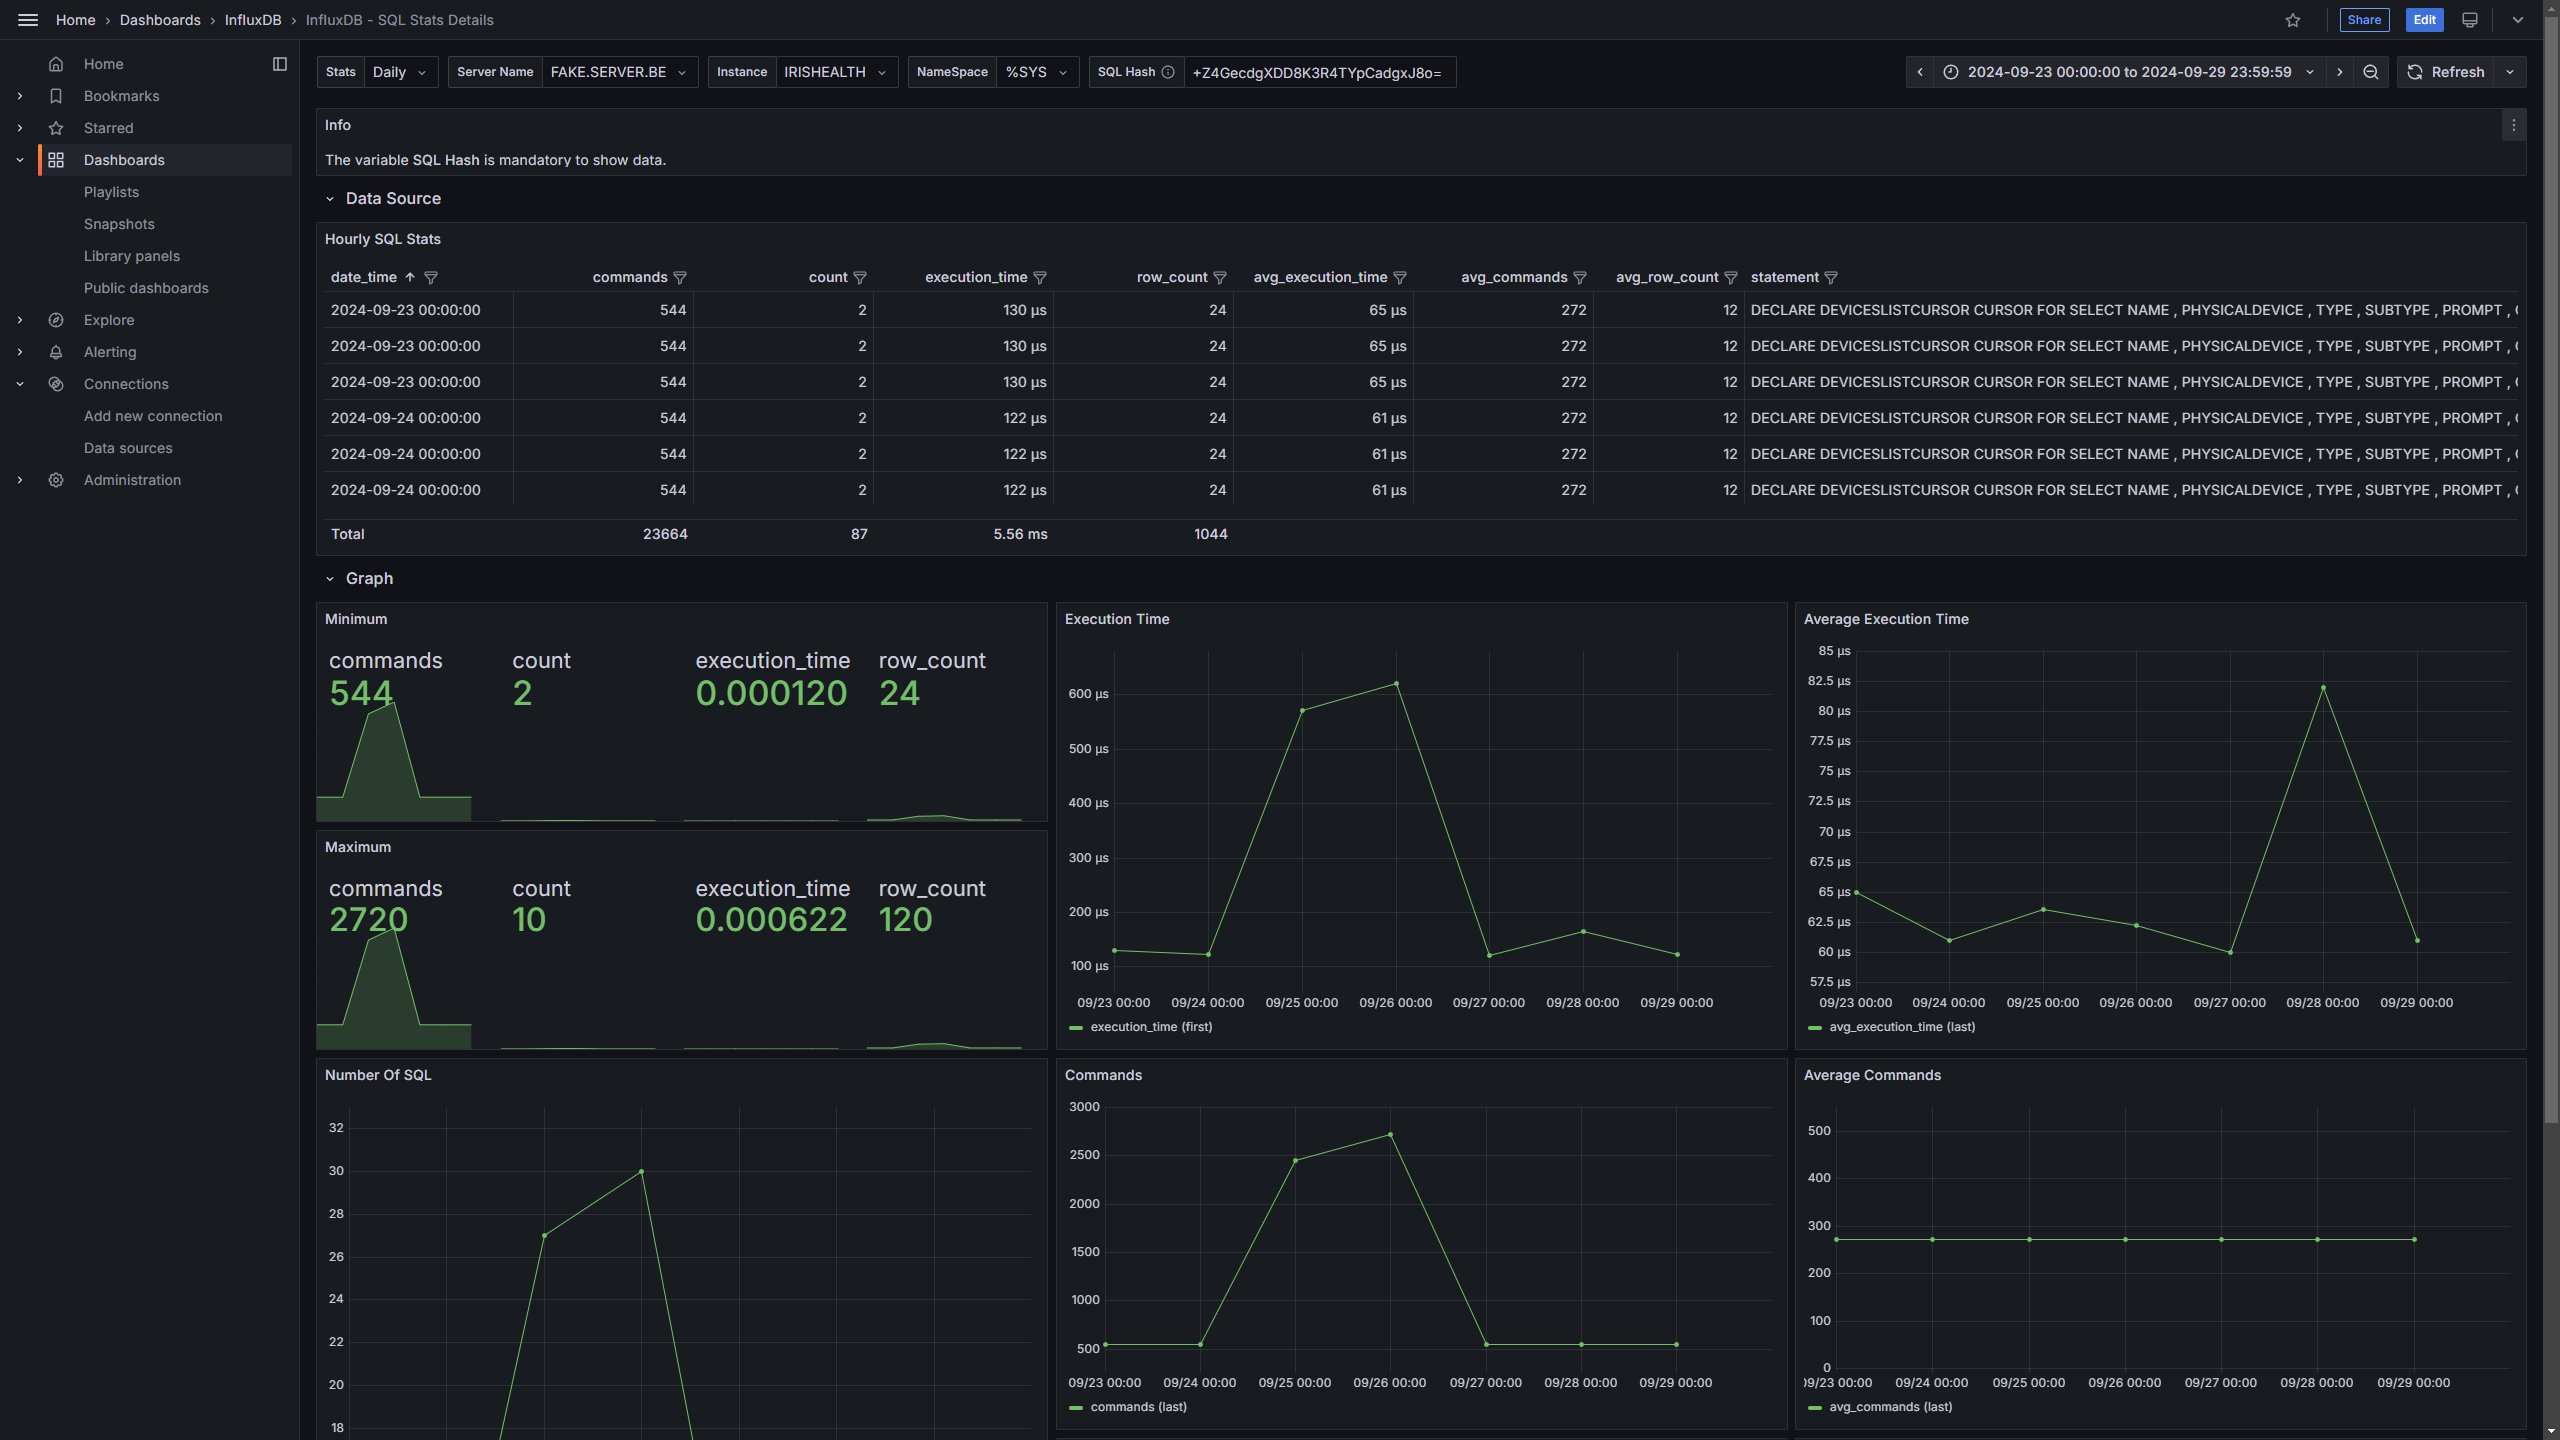 Home › Dashboards › InfluxDB › InfluxDB - SQL Stats Details
Share
Edit
Home
Bookmarks
Starred
Dashboards
Playlists
Snapshots
Library panels
Public dashboards
Explore
Alerting
Connections
Add new connection
Data sources
Administration
Stats Daily Server Name FAKE.SERVER.BE Instance IRISHEALTH NameSpace %SYS SQL Hash +Z4GecdgXDD8K3R4TYpCadgxJ8o=
2024-09-23 00:00:00 to 2024-09-29 23:59:59 Refresh
Info
The variable SQL Hash is mandatory to show data.
Data Source
Hourly SQL Stats
date_time commands count execution_time row_count avg_execution_time avg_commands avg_row_count statement
2024-09-23 00:00:00 544 2 130 µs 24 65 µs 272 12 DECLARE DEVICESLISTCURSOR CURSOR FOR SELECT NAME , PHYSICALDEVICE , TYPE , SUBTYPE , PROMPT ,
2024-09-23 00:00:00 544 2 130 µs 24 65 µs 272 12 DECLARE DEVICESLISTCURSOR CURSOR FOR SELECT NAME , PHYSICALDEVICE , TYPE , SUBTYPE , PROMPT ,
2024-09-23 00:00:00 544 2 130 µs 24 65 µs 272 12 DECLARE DEVICESLISTCURSOR CURSOR FOR SELECT NAME , PHYSICALDEVICE , TYPE , SUBTYPE , PROMPT ,
2024-09-24 00:00:00 544 2 122 µs 24 61 µs 272 12 DECLARE DEVICESLISTCURSOR CURSOR FOR SELECT NAME , PHYSICALDEVICE , TYPE , SUBTYPE , PROMPT ,
2024-09-24 00:00:00 544 2 122 µs 24 61 µs 272 12 DECLARE DEVICESLISTCURSOR CURSOR FOR SELECT NAME , PHYSICALDEVICE , TYPE , SUBTYPE , PROMPT ,
2024-09-24 00:00:00 544 2 122 µs 24 61 µs 272 12 DECLARE DEVICESLISTCURSOR CURSOR FOR SELECT NAME , PHYSICALDEVICE , TYPE , SUBTYPE , PROMPT ,
Total 23664 87 5.56 ms 1044
Graph
Minimum
commands count execution_time row_count
544 2 0.000120 24
Maximum
commands count execution_time row_count
2720 10 0.000622 120
Execution Time
600 µs
500 µs
400 µs
300 µs
200 µs
100 µs
09/23 00:00 09/24 00:00 09/25 00:00 09/26 00:00 09/27 00:00 09/28 00:00 09/29 00:00
execution_time (first)
Average Execution Time
85 µs
82.5 µs
80 µs
77.5 µs
75 µs
72.5 µs
70 µs
67.5 µs
65 µs
62.5 µs
60 µs
57.5 µs
09/23 00:00 09/24 00:00 09/25 00:00 09/26 00:00 09/27 00:00 09/28 00:00 09/29 00:00
avg_execution_time (last)
Number Of SQL
32
30
28
26
24
22
20
18
Commands
3000
2500
2000
1500
1000
500
09/23 00:00 09/24 00:00 09/25 00:00 09/26 00:00 09/27 00:00 09/28 00:00 09/29 00:00
commands (last)
Average Commands
500
400
300
200
100
0
09/23 00:00 09/24 00:00 09/25 00:00 09/26 00:00 09/27 00:00 09/28 00:00 09/29 00:00
avg_commands (last)